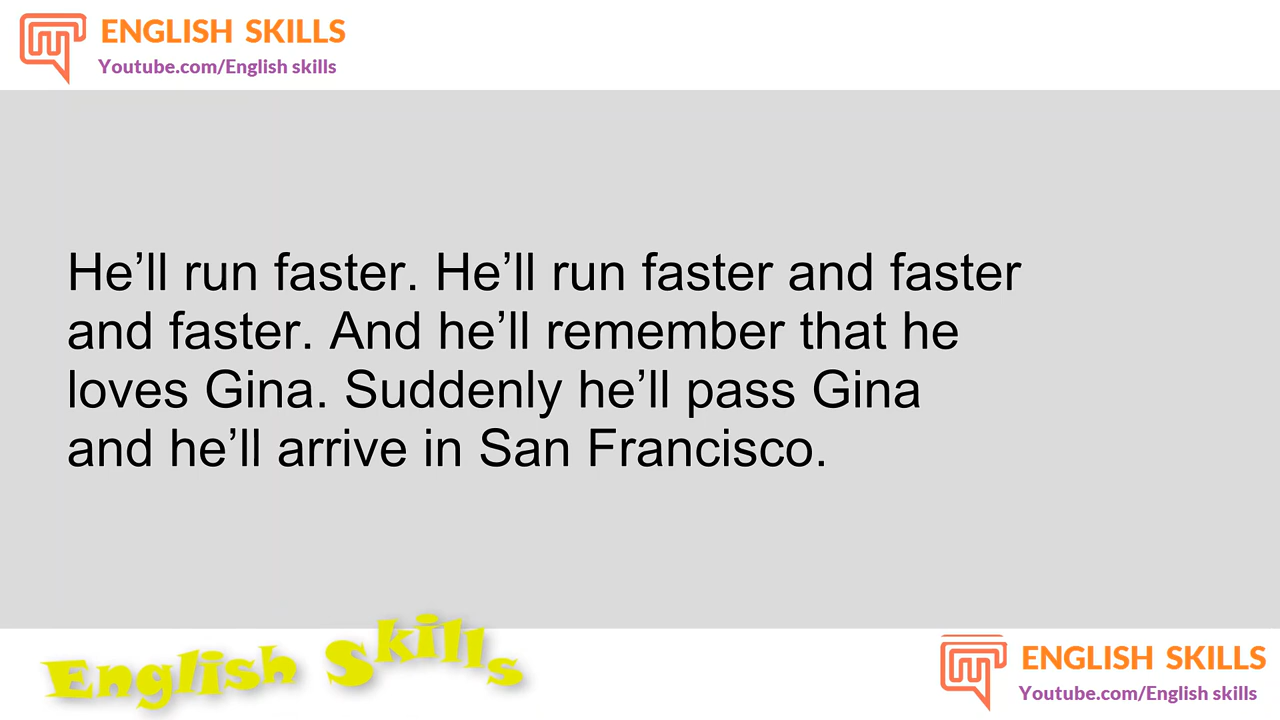 ENGLISH SKILLS
Youtube.com/English skills
He’ll run faster. He’ll run faster and faster
and faster. And he’ll remember that he
loves Gina. Suddenly he’ll pass Gina
and he’ll arrive in San Francisco.
English Skills
ENGLISH SKILLS
Youtube.com/English skills